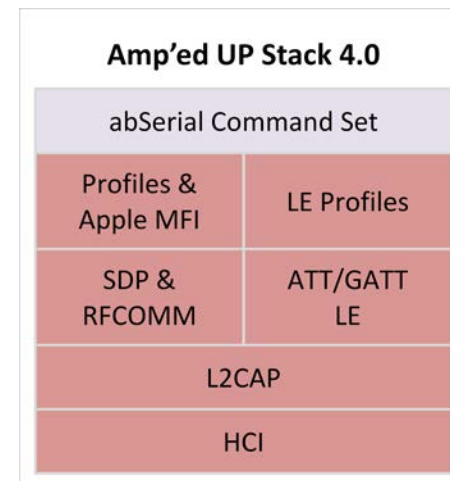 Amp'ed UP Stack 4.0
abSerial Command Set
Profiles &
Apple MFI
LE Profiles
SDP &
RFCOMM
ATT/GATT
LE
L2CAP
HCI